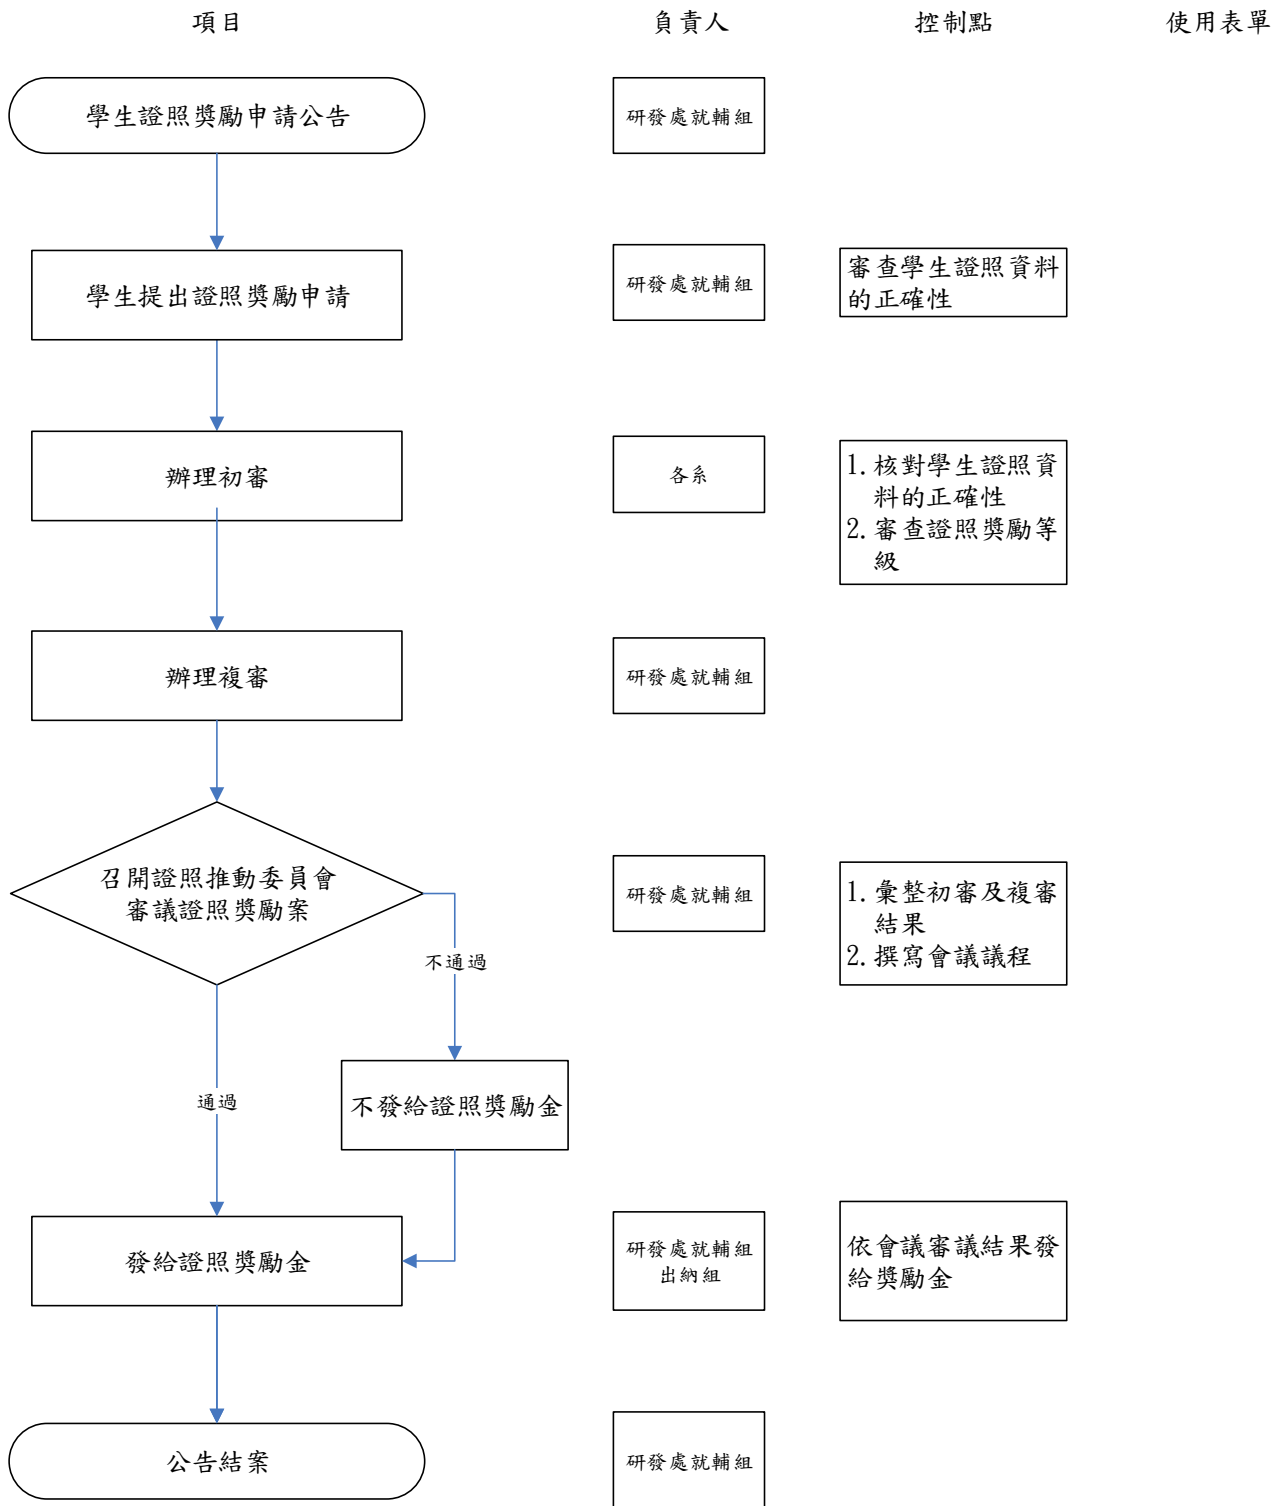 項目
負責人
控制點
使用表單
學生證照獎勵申請公告
研發處就輔組
學生提出證照獎勵申請
研發處就輔組
審查學生證照資料
的正確性
辦理初審
各系
1. 核對學生證照資
料的正確性
2. 審查證照獎勵等
級
辦理複審
研發處就輔組
召開證照推動委員會
審議證照獎勵案
研發處就輔組
1. 彙整初審及複審
結果
2. 撰寫會議議程
不通過
通過
不發給證照獎勵金
發給證照獎勵金
研發處就輔組
出納組
依會議審議結果發
給獎勵金
公告結案
研發處就輔組